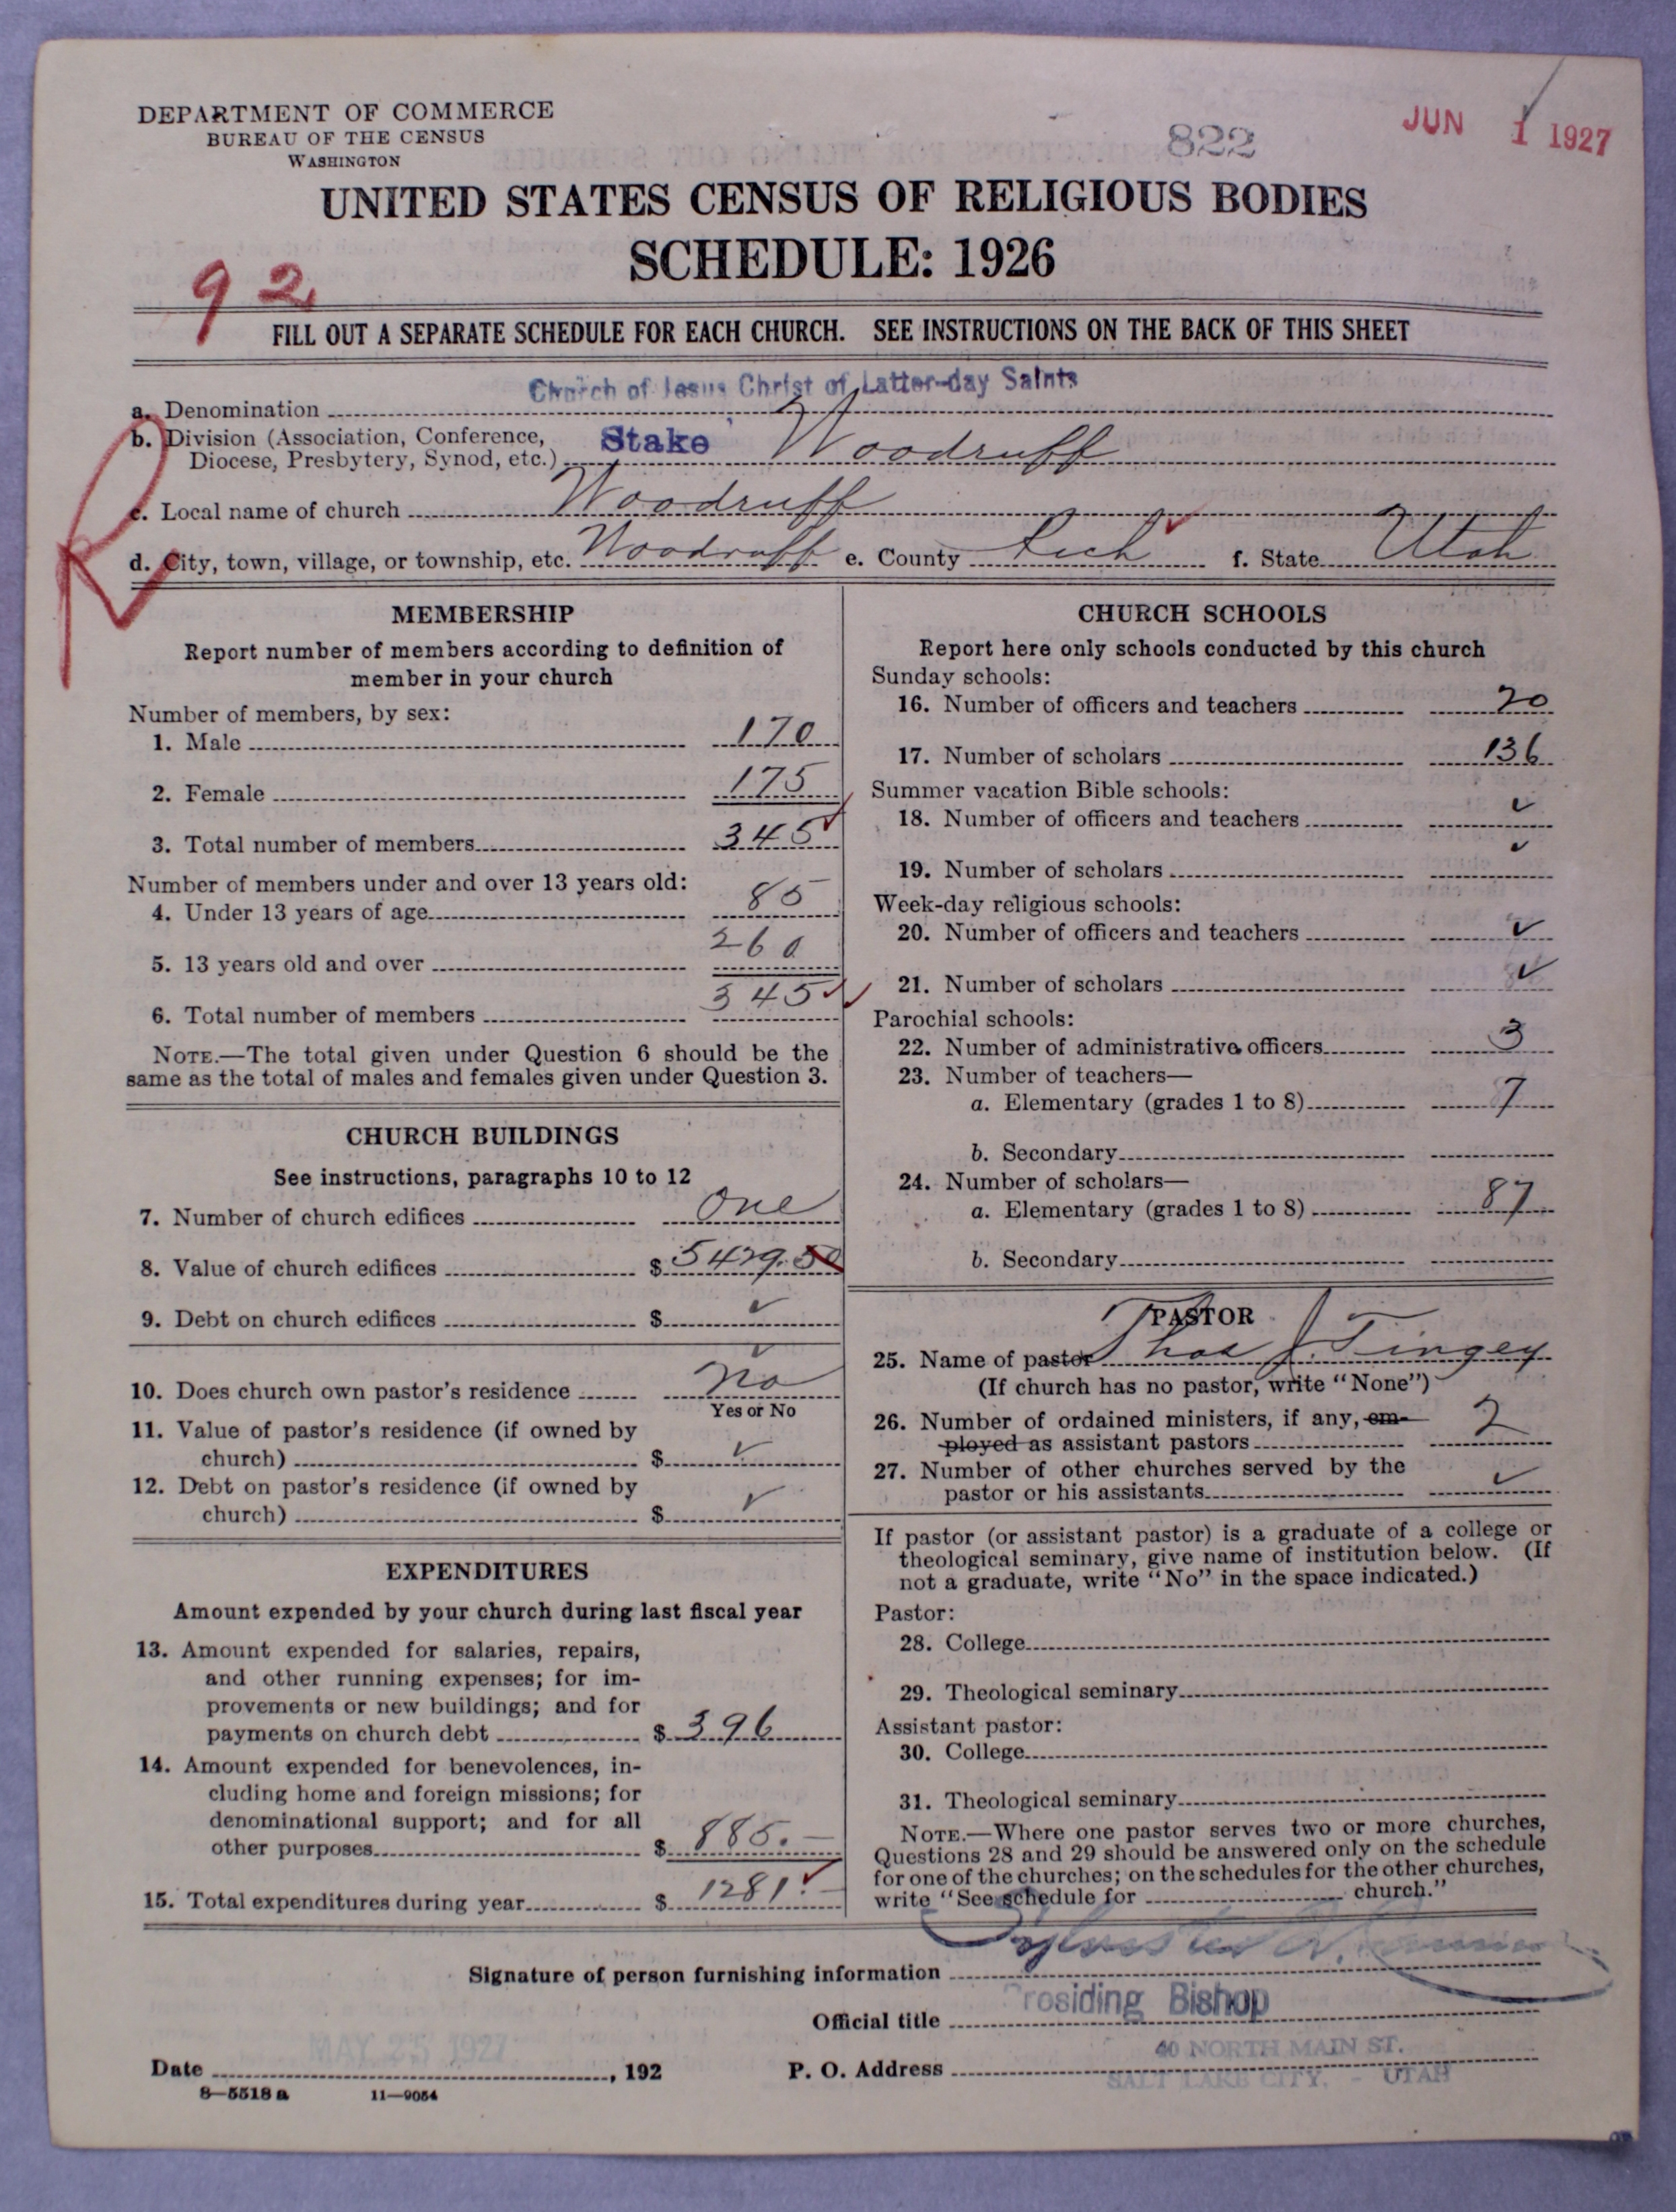 DEPARTMENT OF COMMERCE
BUREAU OF THE CENSUS
WASHINGTON
822
JUN 1 1927
UNITED STATES CENSUS OF RELIGIOUS BODIES
SCHEDULE: 1926
92
FILL OUT A SEPARATE SCHEDULE FOR EACH CHURCH. SEE INSTRUCTIONS ON THE BACK OF THIS SHEET
a. Denomination Church of Jesus Christ of Latter-day Saints
b. Division (Association, Conference,
Diocese, Presbytery, Synod, etc.) Stake Woodruff
c. Local name of church Woodruff
d. City, town, village, or township, etc. Woodruff e. County Rich f. State Utah
R
MEMBERSHIP
Report number of members according to definition of
member in your church
Number of members, by sex:
1. Male 170
2. Female 175
3. Total number of members 345
Number of members under and over 13 years old:
4. Under 13 years of age 85
5. 13 years old and over 260
6. Total number of members 345
NOTE.—The total given under Question 6 should be the
same as the total of males and females given under Question 3.
CHURCH BUILDINGS
See instructions, paragraphs 10 to 12
7. Number of church edifices One
8. Value of church edifices $ 5429.50
9. Debt on church edifices $ ✓
10. Does church own pastor's residence No
Yes or No
11. Value of pastor's residence (if owned by
church) $ ✓
12. Debt on pastor's residence (if owned by
church) $ ✓
EXPENDITURES
Amount expended by your church during last fiscal year
13. Amount expended for salaries, repairs,
and other running expenses; for im-
provements or new buildings; and for
payments on church debt $ 396
14. Amount expended for benevolences, in-
cluding home and foreign missions; for
denominational support; and for all
other purposes $ 885.—
15. Total expenditures during year $ 1281.—
CHURCH SCHOOLS
Report here only schools conducted by this church
Sunday schools:
16. Number of officers and teachers 20
17. Number of scholars 136
Summer vacation Bible schools:
18. Number of officers and teachers ✓
19. Number of scholars ✓
Week-day religious schools:
20. Number of officers and teachers ✓
21. Number of scholars ✓
Parochial schools:
22. Number of administrative officers 3
23. Number of teachers—
a. Elementary (grades 1 to 8) 7
b. Secondary
24. Number of scholars—
a. Elementary (grades 1 to 8) 87
b. Secondary
PASTOR
25. Name of pastor Thos J. Tingey
(If church has no pastor, write "None")
26. Number of ordained ministers, if any, em-
ployed as assistant pastors 2
27. Number of other churches served by the
pastor or his assistants ✓
If pastor (or assistant pastor) is a graduate of a college or
theological seminary, give name of institution below. (If
not a graduate, write "No" in the space indicated.)
Pastor:
28. College
29. Theological seminary
Assistant pastor:
30. College
31. Theological seminary
NOTE.—Where one pastor serves two or more churches,
Questions 28 and 29 should be answered only on the schedule
for one of the churches; on the schedules for the other churches,
write "See schedule for church."
Signature of person furnishing information
Official title Presiding Bishop
Date MAY 25 1927, 192
P. O. Address 40 NORTH MAIN ST.
SALT LAKE CITY, - UTAH
8—5518 a 11—9054